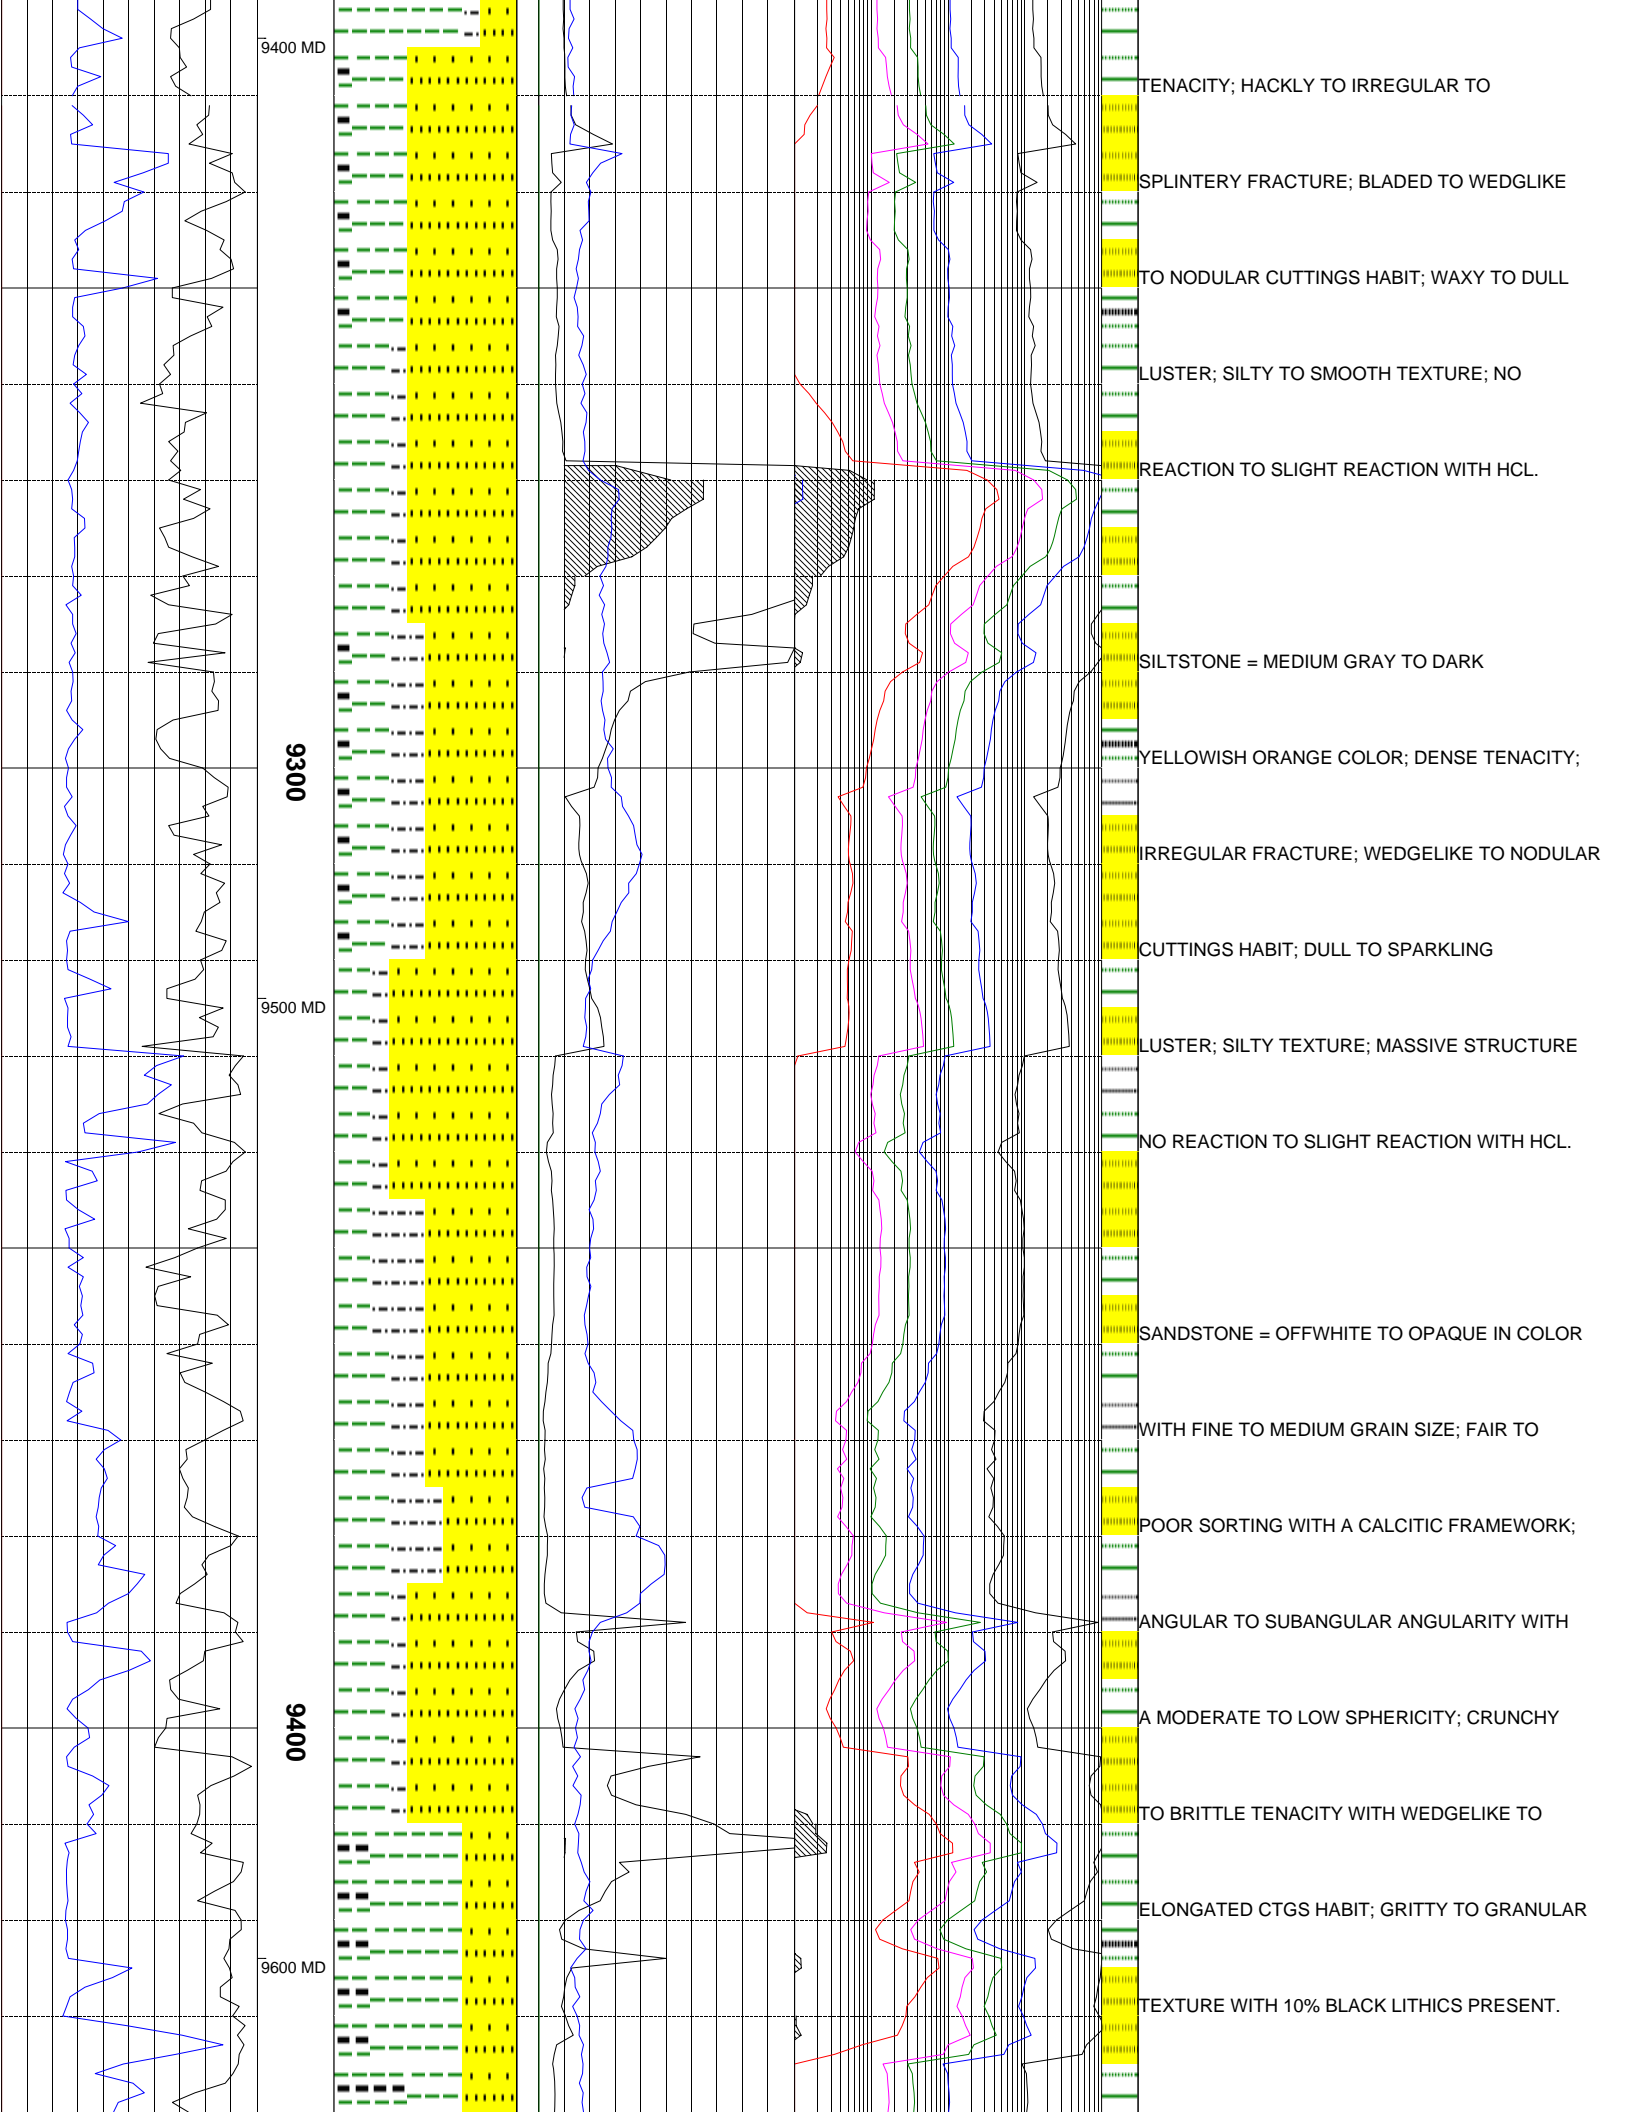 9400 MD
TENACITY; HACKLY TO IRREGULAR TO
SPLINTERY FRACTURE; BLADED TO WEDGLIKE
TO NODULAR CUTTINGS HABIT; WAXY TO DULL
LUSTER; SILTY TO SMOOTH TEXTURE; NO
REACTION TO SLIGHT REACTION WITH HCL.
SILTSTONE = MEDIUM GRAY TO DARK
9300
YELLOWISH ORANGE COLOR; DENSE TENACITY;
IRREGULAR FRACTURE; WEDGELIKE TO NODULAR
CUTTINGS HABIT; DULL TO SPARKLING
9500 MD
LUSTER; SILTY TEXTURE; MASSIVE STRUCTURE
NO REACTION TO SLIGHT REACTION WITH HCL.
SANDSTONE = OFFWHITE TO OPAQUE IN COLOR
WITH FINE TO MEDIUM GRAIN SIZE; FAIR TO
POOR SORTING WITH A CALCITIC FRAMEWORK;
ANGULAR TO SUBANGULAR ANGULARITY WITH
9400
A MODERATE TO LOW SPHERICITY; CRUNCHY
TO BRITTLE TENACITY WITH WEDGELIKE TO
ELONGATED CTGS HABIT; GRITTY TO GRANULAR
9600 MD
TEXTURE WITH 10% BLACK LITHICS PRESENT.